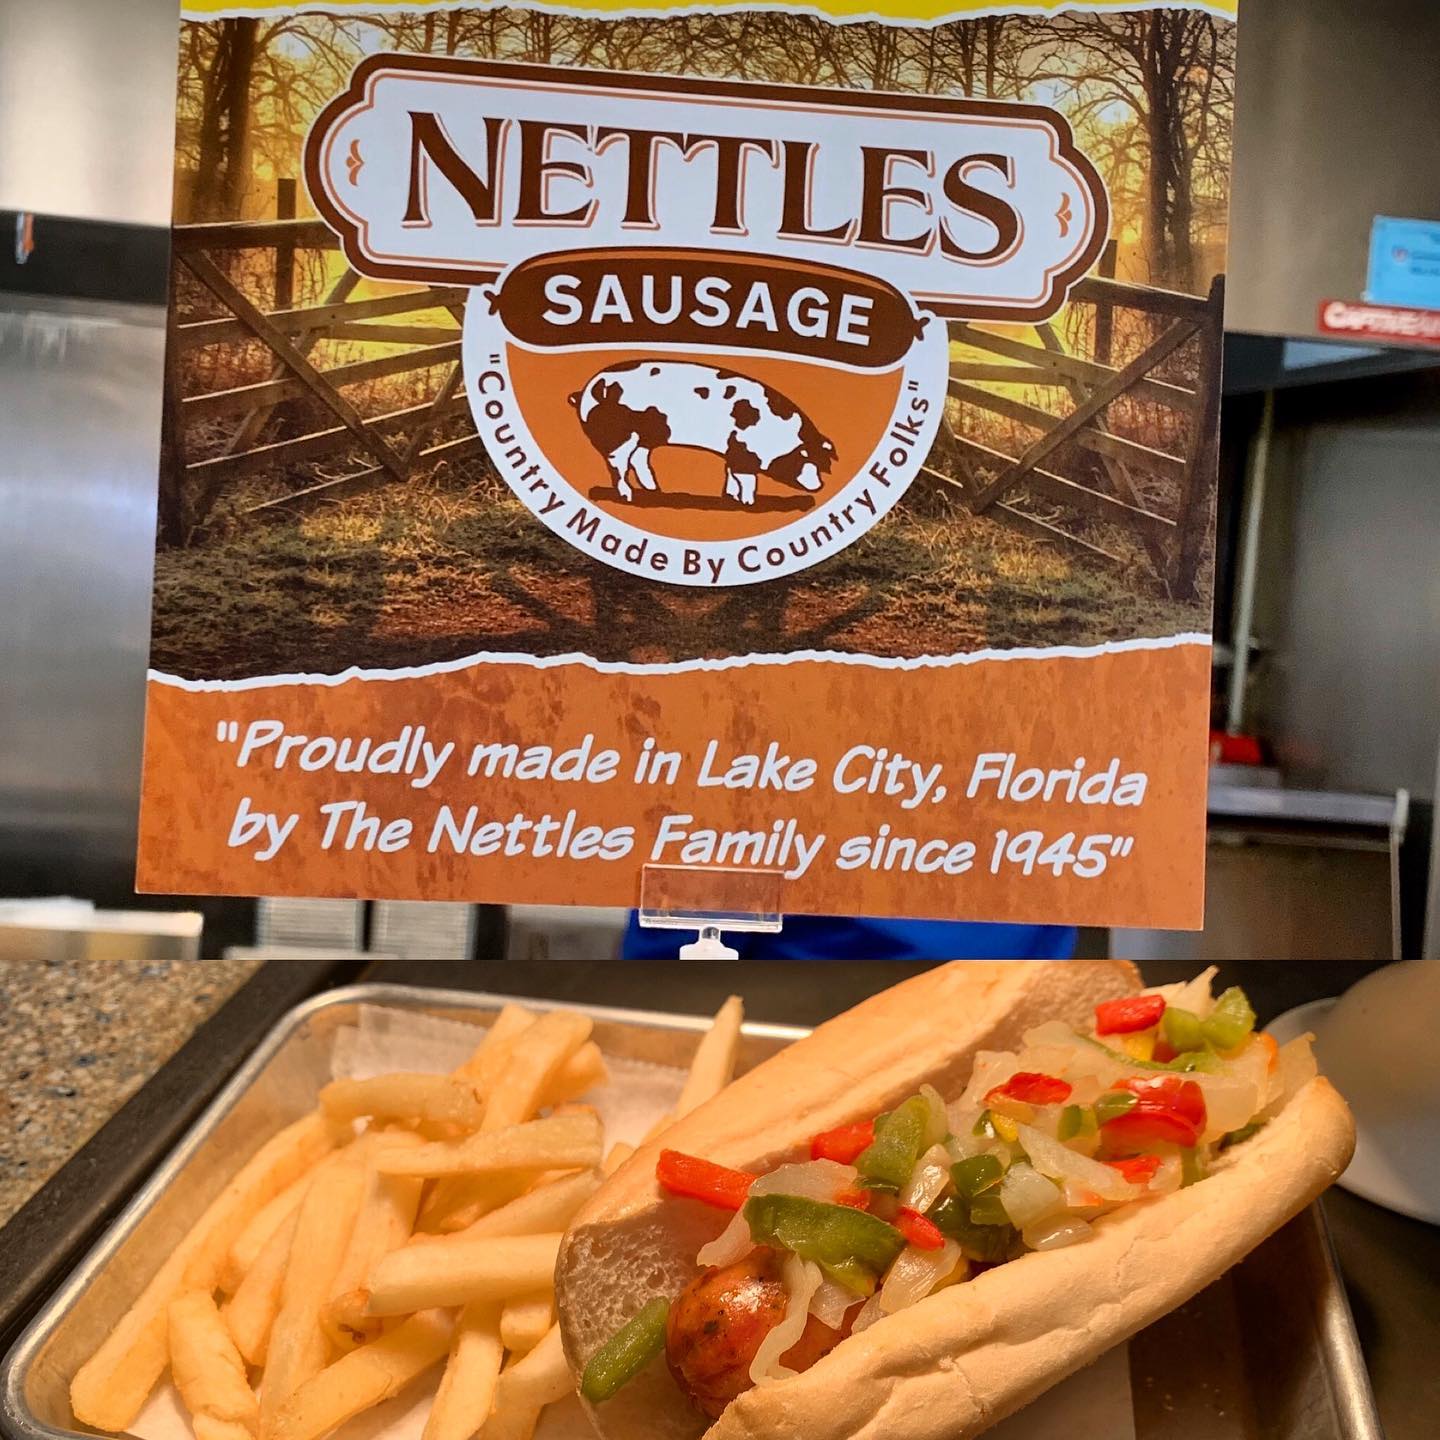 NETTLES
SAUSAGE
"Country Made By Country Folks"
"Proudly made in Lake City, Florida
by The Nettles Family since 1945"